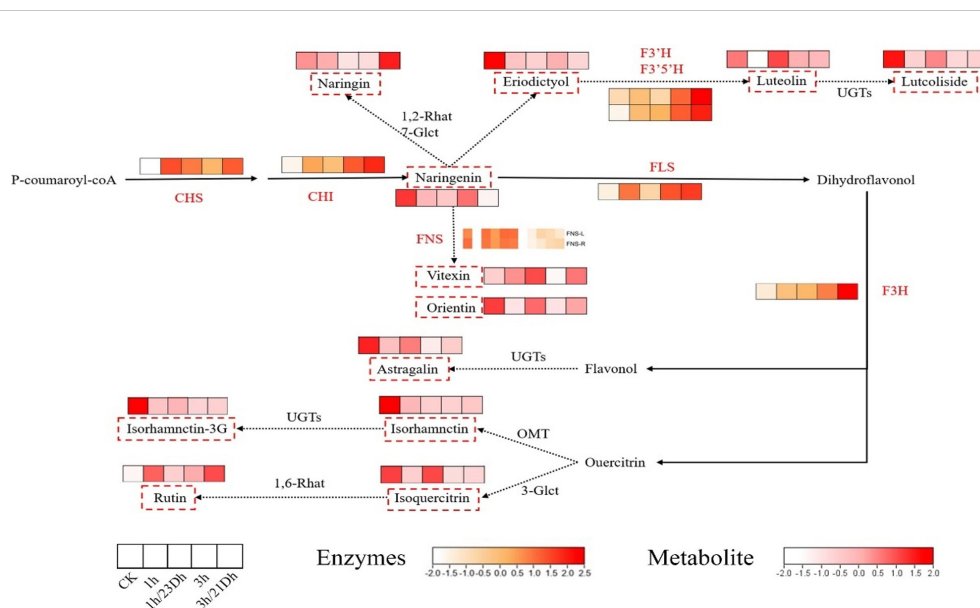 F3'H
F3'5'H
Naringin
Eriodictyol
Luteolin
Lutcoliside
UGTs
1,2-Rhat
7-Glct
P-coumaroyl-coA
CHS
CHI
Naringenin
FLS
Dihydroflavonol
FNS
FNS-L
FNS-R
Vitexin
Orientin
F3H
Astragalin
UGTs
Flavonol
Isorhamnctin-3G
UGTs
Isorhamnctin
OMT
Ouercitrin
Rutin
1,6-Rhat
Isoquercitrin
3-Glct
CK
1h
1h/23Dh
3h
3h/21Dh
Enzymes
-2.0 -1.5 -1.0 -0.5 0.0 0.5 1.0 1.5 2.0 2.5
Metabolite
-2.0 -1.5 -1.0 -0.5 0.0 0.5 1.0 1.5 2.0